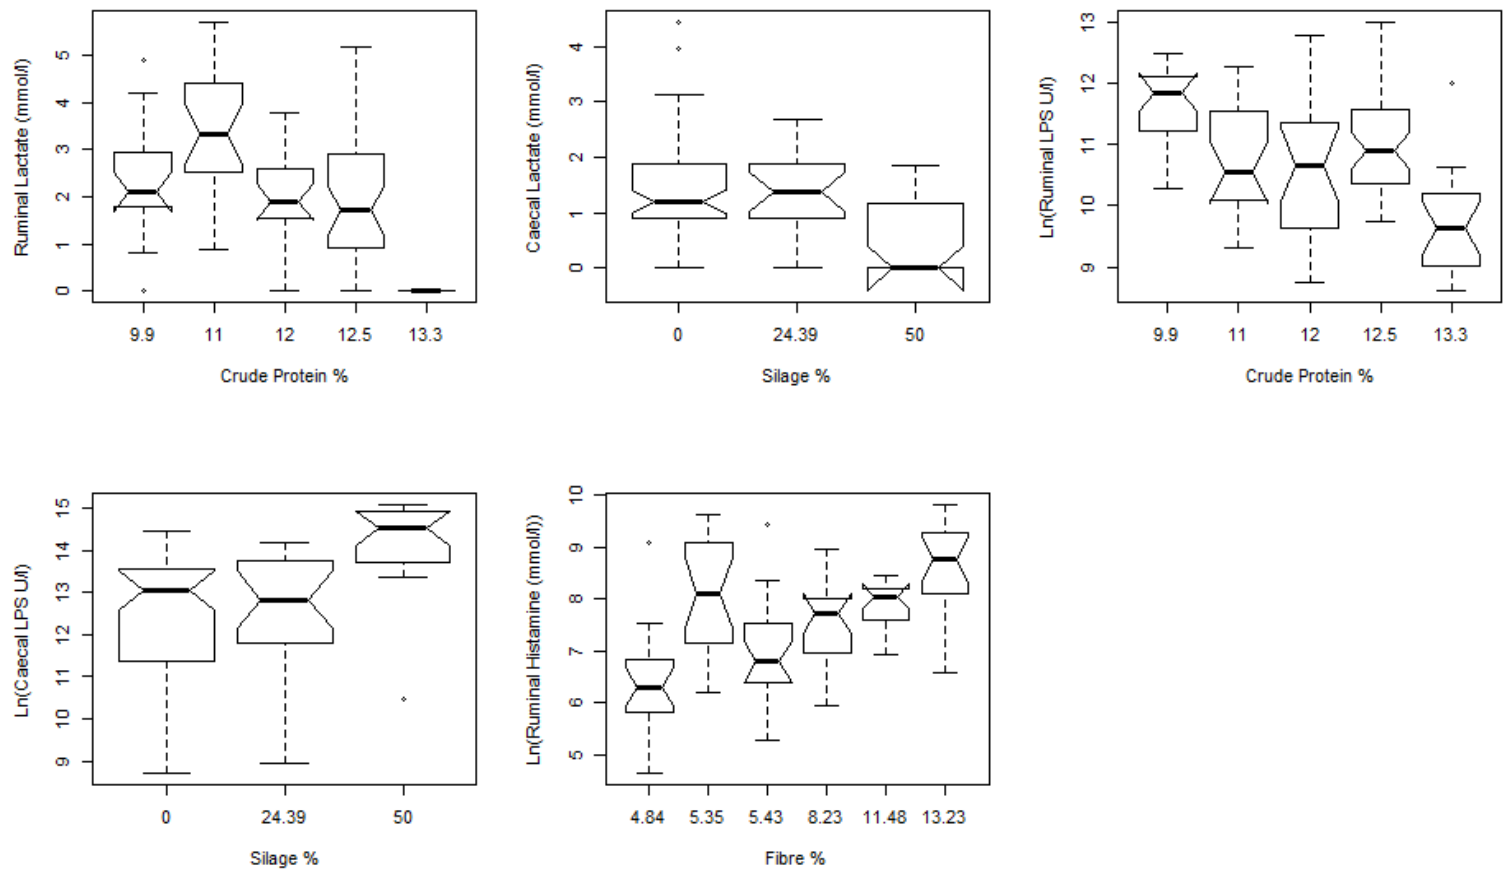 Ruminal Lactate (mmol/l)
0 1 2 3 4 5
9.9 11 12 12.5 13.3
Crude Protein %
Caecal Lactate (mmol/l)
0 1 2 3 4
0 24.39 50
Silage %
Ln(Ruminal LPS U/l)
9 10 11 12 13
9.9 11 12 12.5 13.3
Crude Protein %
Ln(Caecal LPS U/l)
9 10 11 12 13 14 15
0 24.39 50
Silage %
Ln(Ruminal Histamine (mmol/l))
5 6 7 8 9 10
4.84 5.35 5.43 8.23 11.48 13.23
Fibre %